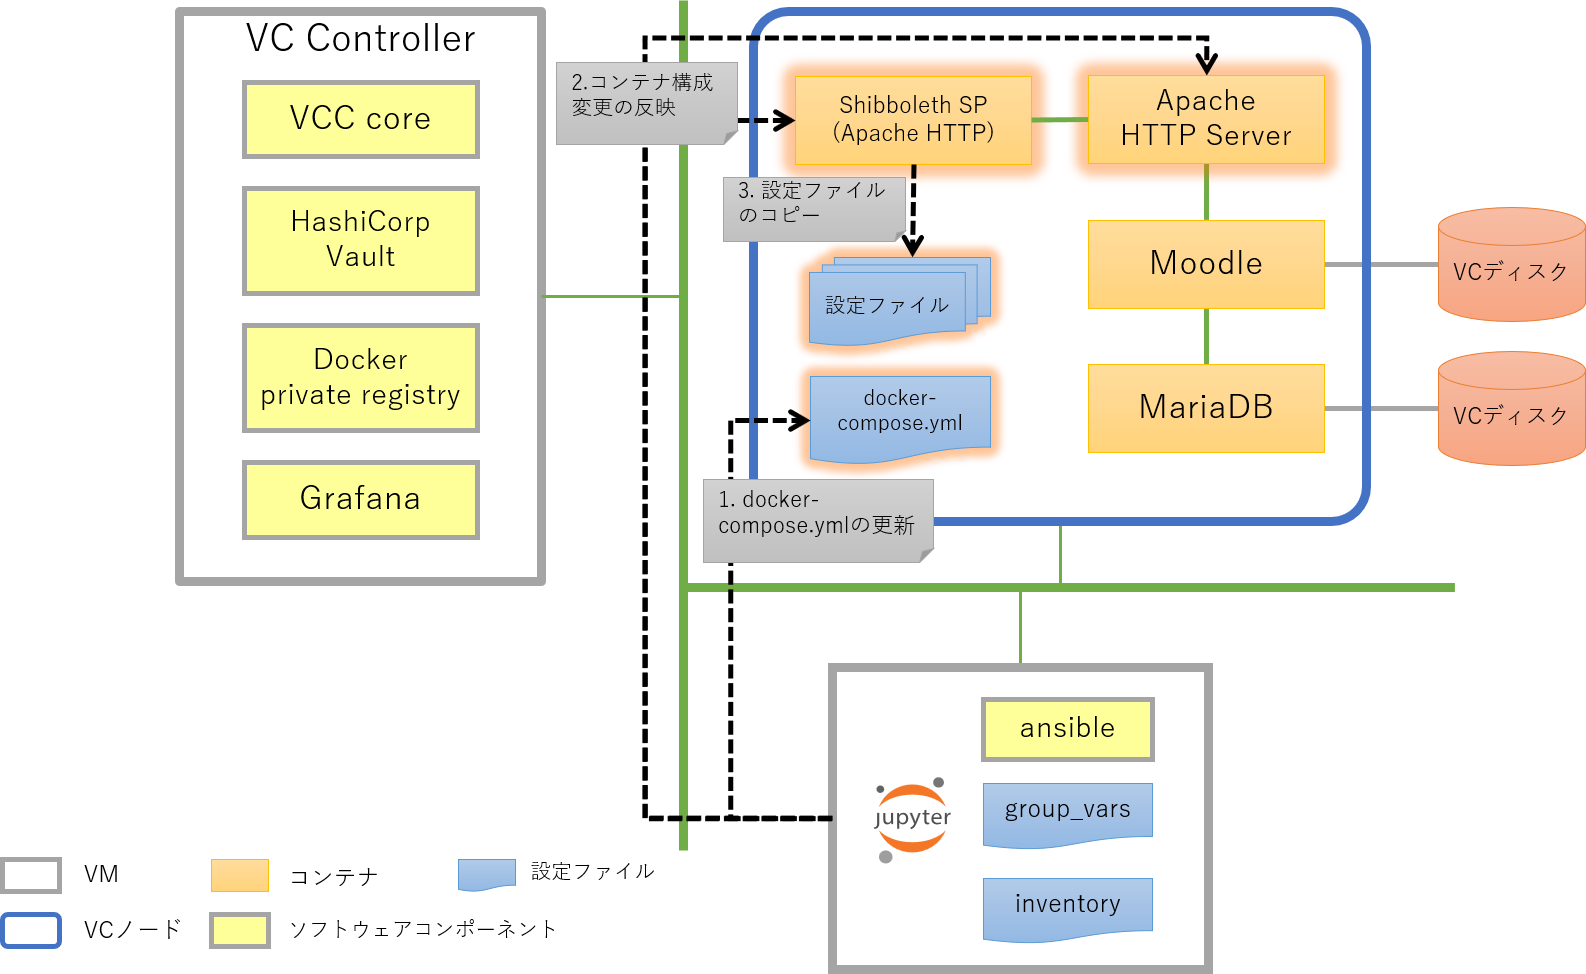 VC Controller
VCC core
HashiCorp
Vault
Docker
private registry
Grafana
2.コンテナ構成
変更の反映
Shibboleth SP
(Apache HTTP)
Apache
HTTP Server
3. 設定ファイル
のコピー
設定ファイル
docker-
compose.yml
1. docker-
compose.ymlの更新
Moodle
MariaDB
VCディスク
VCディスク
ansible
jupyter
group_vars
inventory
VM
コンテナ
設定ファイル
VCノード
ソフトウェアコンポーネント